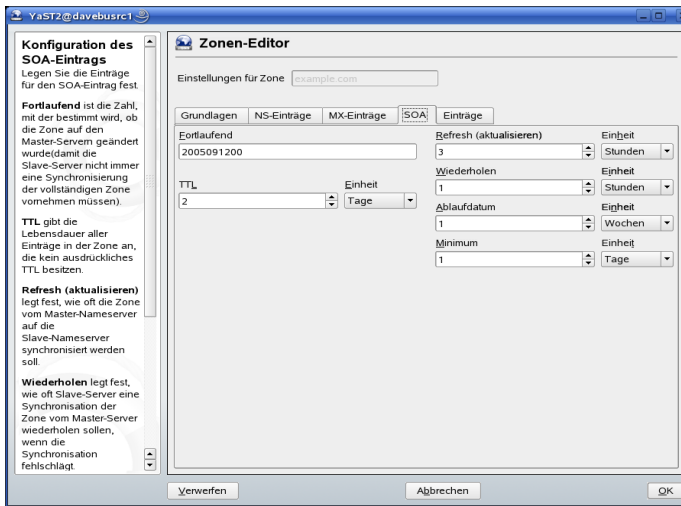 YaST2@davebusrc1
Konfiguration des
SOA-Eintrags
Legen Sie die Einträge
für den SOA-Eintrag fest.
Fortlaufend ist die Zahl,
mit der bestimmt wird, ob
die Zone auf den
Master-Servern geändert
wurde(damit die
Slave-Server nicht immer
eine Synchronisierung
der vollständigen Zone
vornehmen müssen).
TTL gibt die
Lebensdauer aller
Einträge in der Zone an,
die kein ausdrückliches
TTL besitzen.
Refresh (aktualisieren)
legt fest, wie oft die Zone
vom Master-Nameserver
auf die
Slave-Nameserver
synchronisiert werden
soll.
Wiederholen legt fest,
wie oft Slave-Server eine
Synchronisation der
Zone vom Master-Server
wiederholen sollen,
wenn die
Synchronisation
fehlschlägt.
Zonen-Editor
Einstellungen für Zone example.com
Grundlagen NS-Einträge MX-Einträge SOA Einträge
Fortlaufend
2005091200
TTL Einheit
2 Tage
Refresh (aktualisieren) Einheit
3 Stunden
Wiederholen Einheit
1 Stunden
Ablaufdatum Einheit
1 Wochen
Minimum Einheit
1 Tage
Verwerfen Abbrechen OK